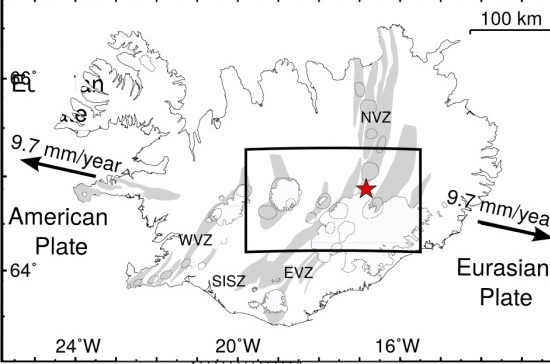 100 km
66°
NVZ
9.7 mm/year
9.7 mm/yea
American
Plate
WVZ
64°
SISZ
EVZ
Eurasian
Plate
24°W
20°W
16°W